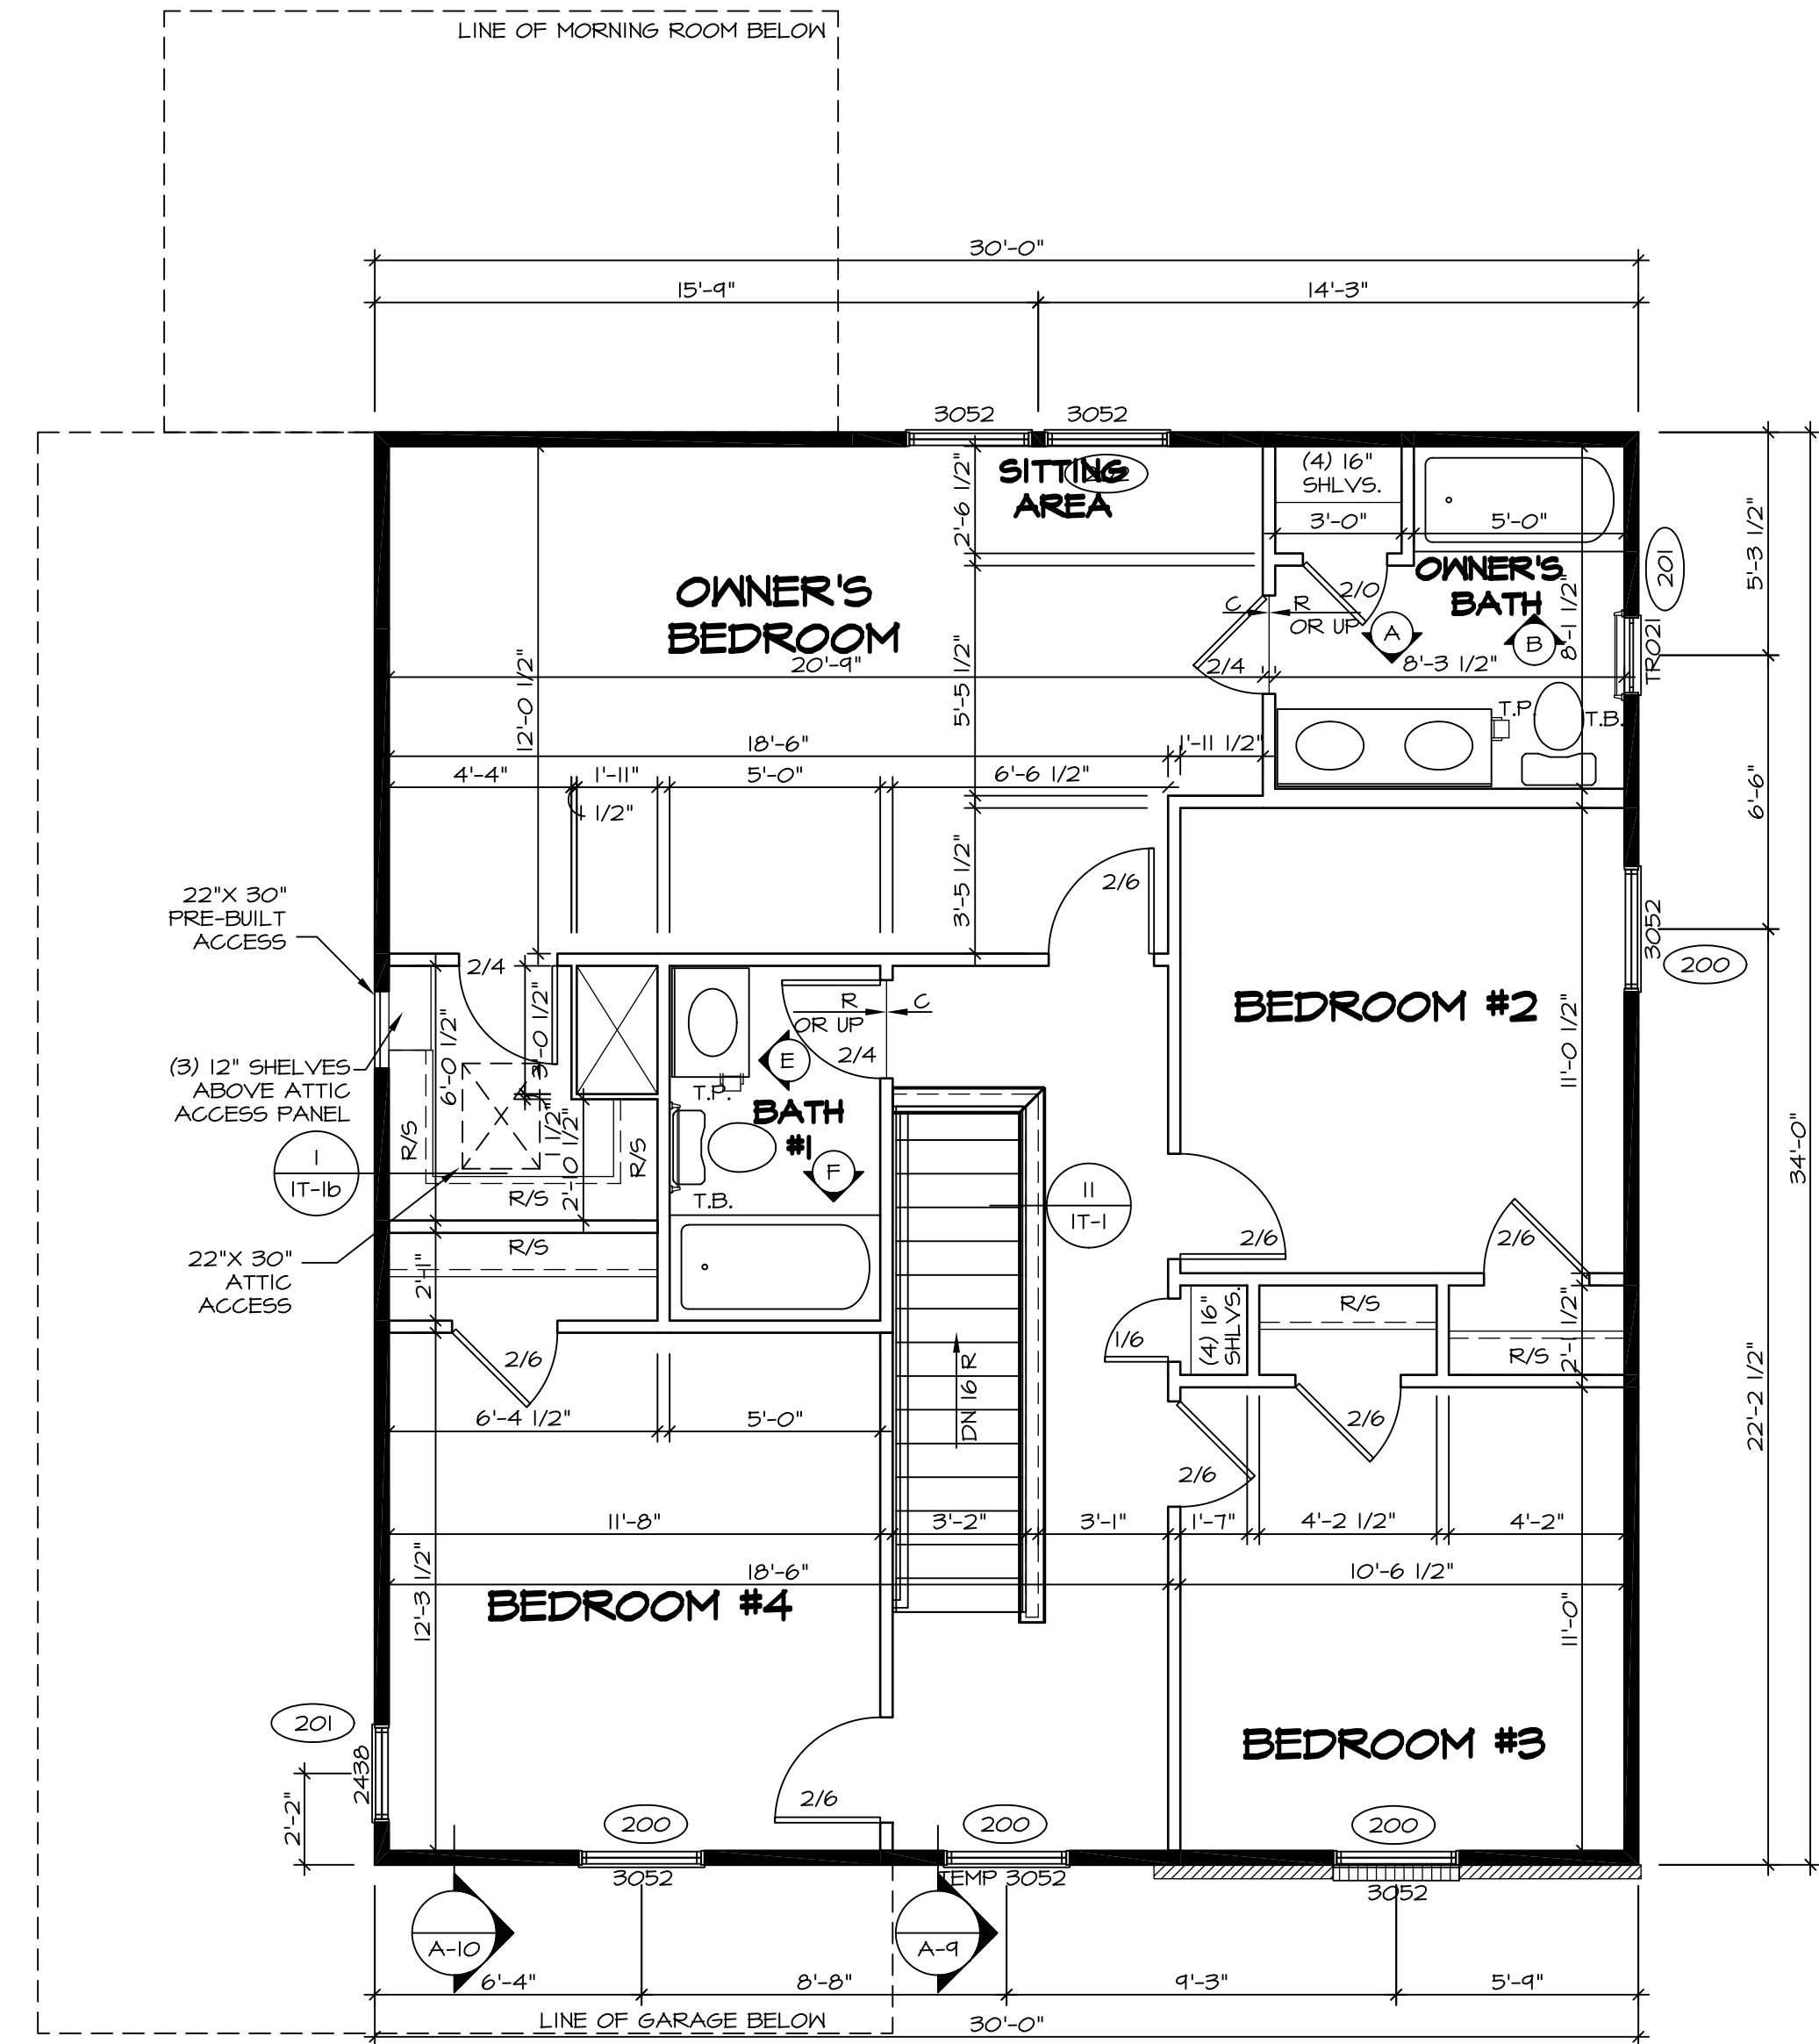 LINE OF MORNING ROOM BELOW
30'-0"
15'-9"
14'-3"
3052
3052
SITTING
AREA
(4) 16"
SHLVS.
3'-0"
5'-0"
2'-6 1/2"
5'-3 1/2"
201
OWNER'S
BATH
OWNER'S
BEDROOM
2/0
C
R
OR UP
A
B
8'-1 1/2"
TR021
20'-9"
2/4
8'-3 1/2"
12'-0 1/2"
5'-5 1/2"
T.P.
T.B.
18'-6"
1'-11 1/2"
4'-4"
1'-11"
5'-0"
6'-6 1/2"
6'-6"
4 1/2"
3'-5 1/2"
2/6
22"X 30"
PRE-BUILT
ACCESS
3052
200
2/4
BEDROOM #2
R
C
OR UP
2/4
E
6'-0 1/2"
3'-0 1/2"
11'-0 1/2"
(3) 12" SHELVES
ABOVE ATTIC
ACCESS PANEL
T.P.
BATH
#1
34'-0"
R/S
R/S
R/S
1 1/2"
2'-10 1/2"
1
1T-1b
F
T.B.
11
1T-1
22"X 30"
ATTIC
ACCESS
R/S
2'-1"
2/6
2/6
(4) 16"
SHLVS.
R/S
R/S
2'-1 1/2"
1/6
2/6
DN 16 R
22'-2 1/2"
6'-4 1/2"
5'-0"
2/6
2/6
11'-8"
3'-2"
3'-1"
1'-7"
4'-2 1/2"
4'-2"
18'-6"
10'-6 1/2"
12'-3 1/2"
BEDROOM #4
11'-0"
201
2438
2'-2"
BEDROOM #3
2/6
200
200
200
3052
TEMP 3052
3052
A-10
A-9
6'-4"
8'-8"
9'-3"
5'-9"
LINE OF GARAGE BELOW
30'-0"